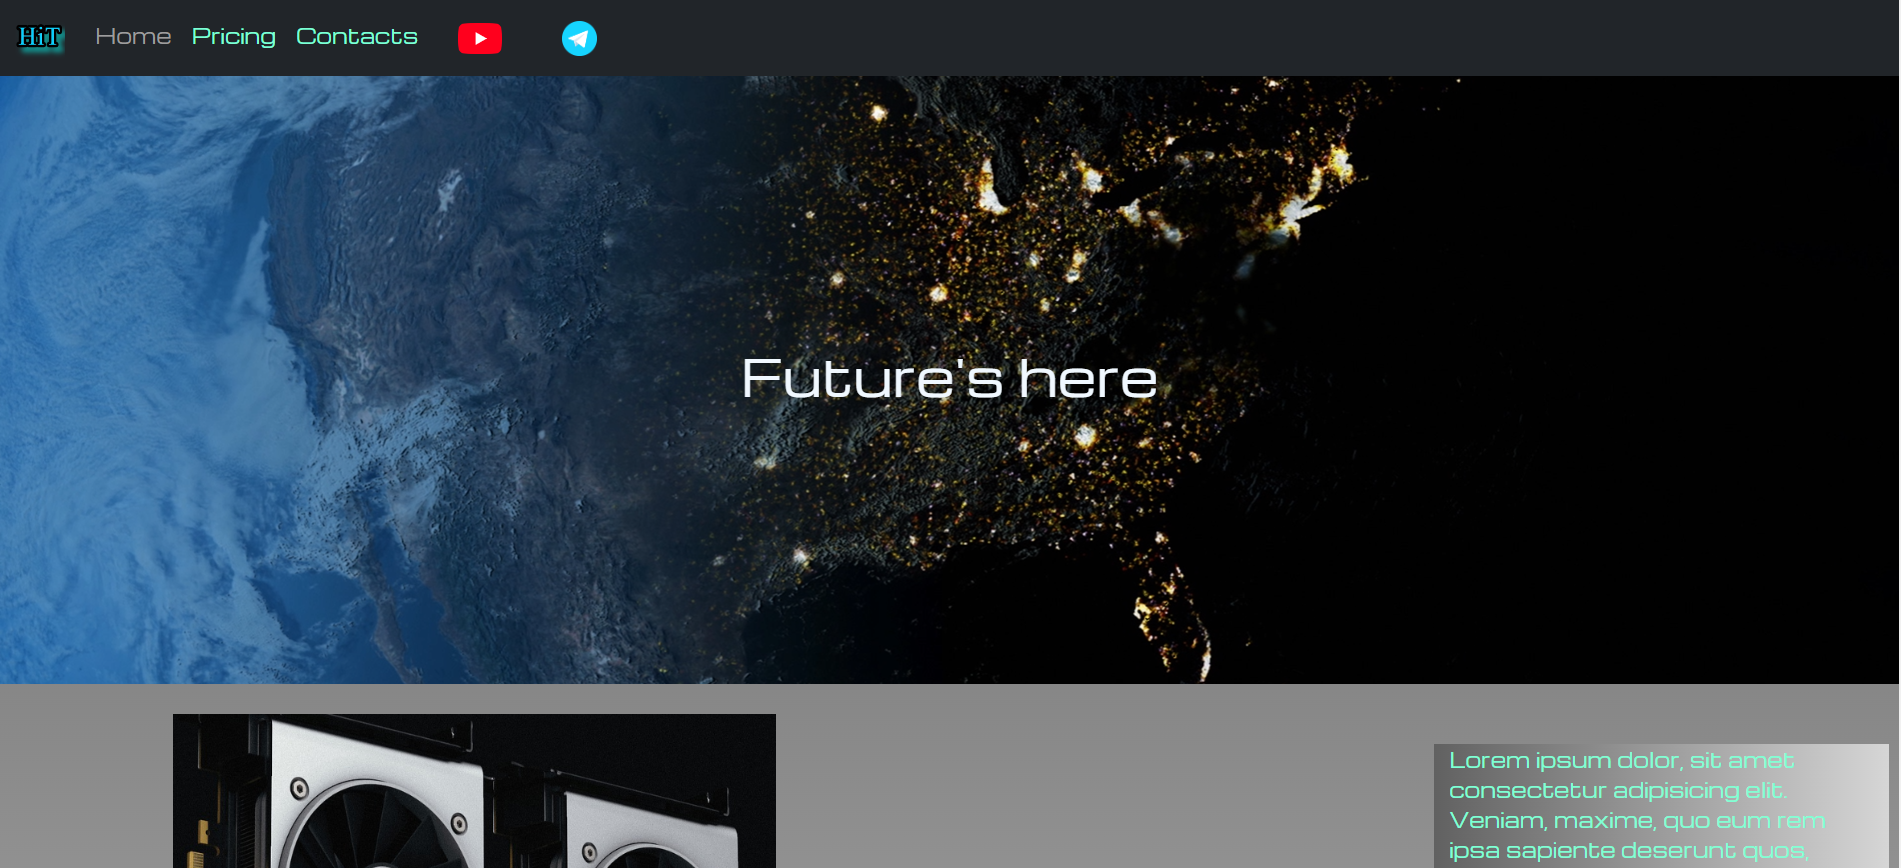 HiT Home Pricing Contacts
Future's here
Lorem ipsum dolor, sit amet
consectetur adipisicing elit.
Veniam, maxime, quo eum rem
ipsa sapiente deserunt quos,